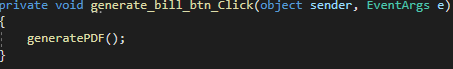 private void generate_bill_btn_Click(object sender, EventArgs e)
{
generatePDF();
}